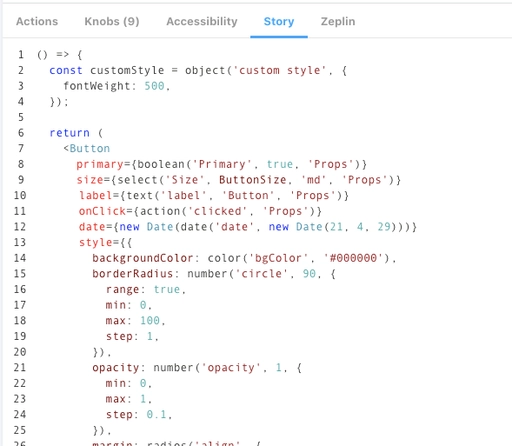 Actions Knobs (9) Accessibility Story Zeplin
1 () => {
2 const customStyle = object('custom style', {
3 fontWeight: 500,
4 });
5
6 return (
7 <Button
8 primary={boolean('Primary', true, 'Props')}
9 size={select('Size', ButtonSize, 'md', 'Props')}
10 label={text('label', 'Button', 'Props')}
11 onClick={action('clicked', 'Props')}
12 date={new Date(date('date', new Date(21, 4, 29)))}
13 style={{
14 backgroundColor: color('bgColor', '#000000'),
15 borderRadius: number('circle', 90, {
16 range: true,
17 min: 0,
18 max: 100,
19 step: 1,
20 }),
21 opacity: number('opacity', 1, {
22 min: 0,
23 max: 1,
24 step: 0.1,
25 }),
26 margin: radios('align', {